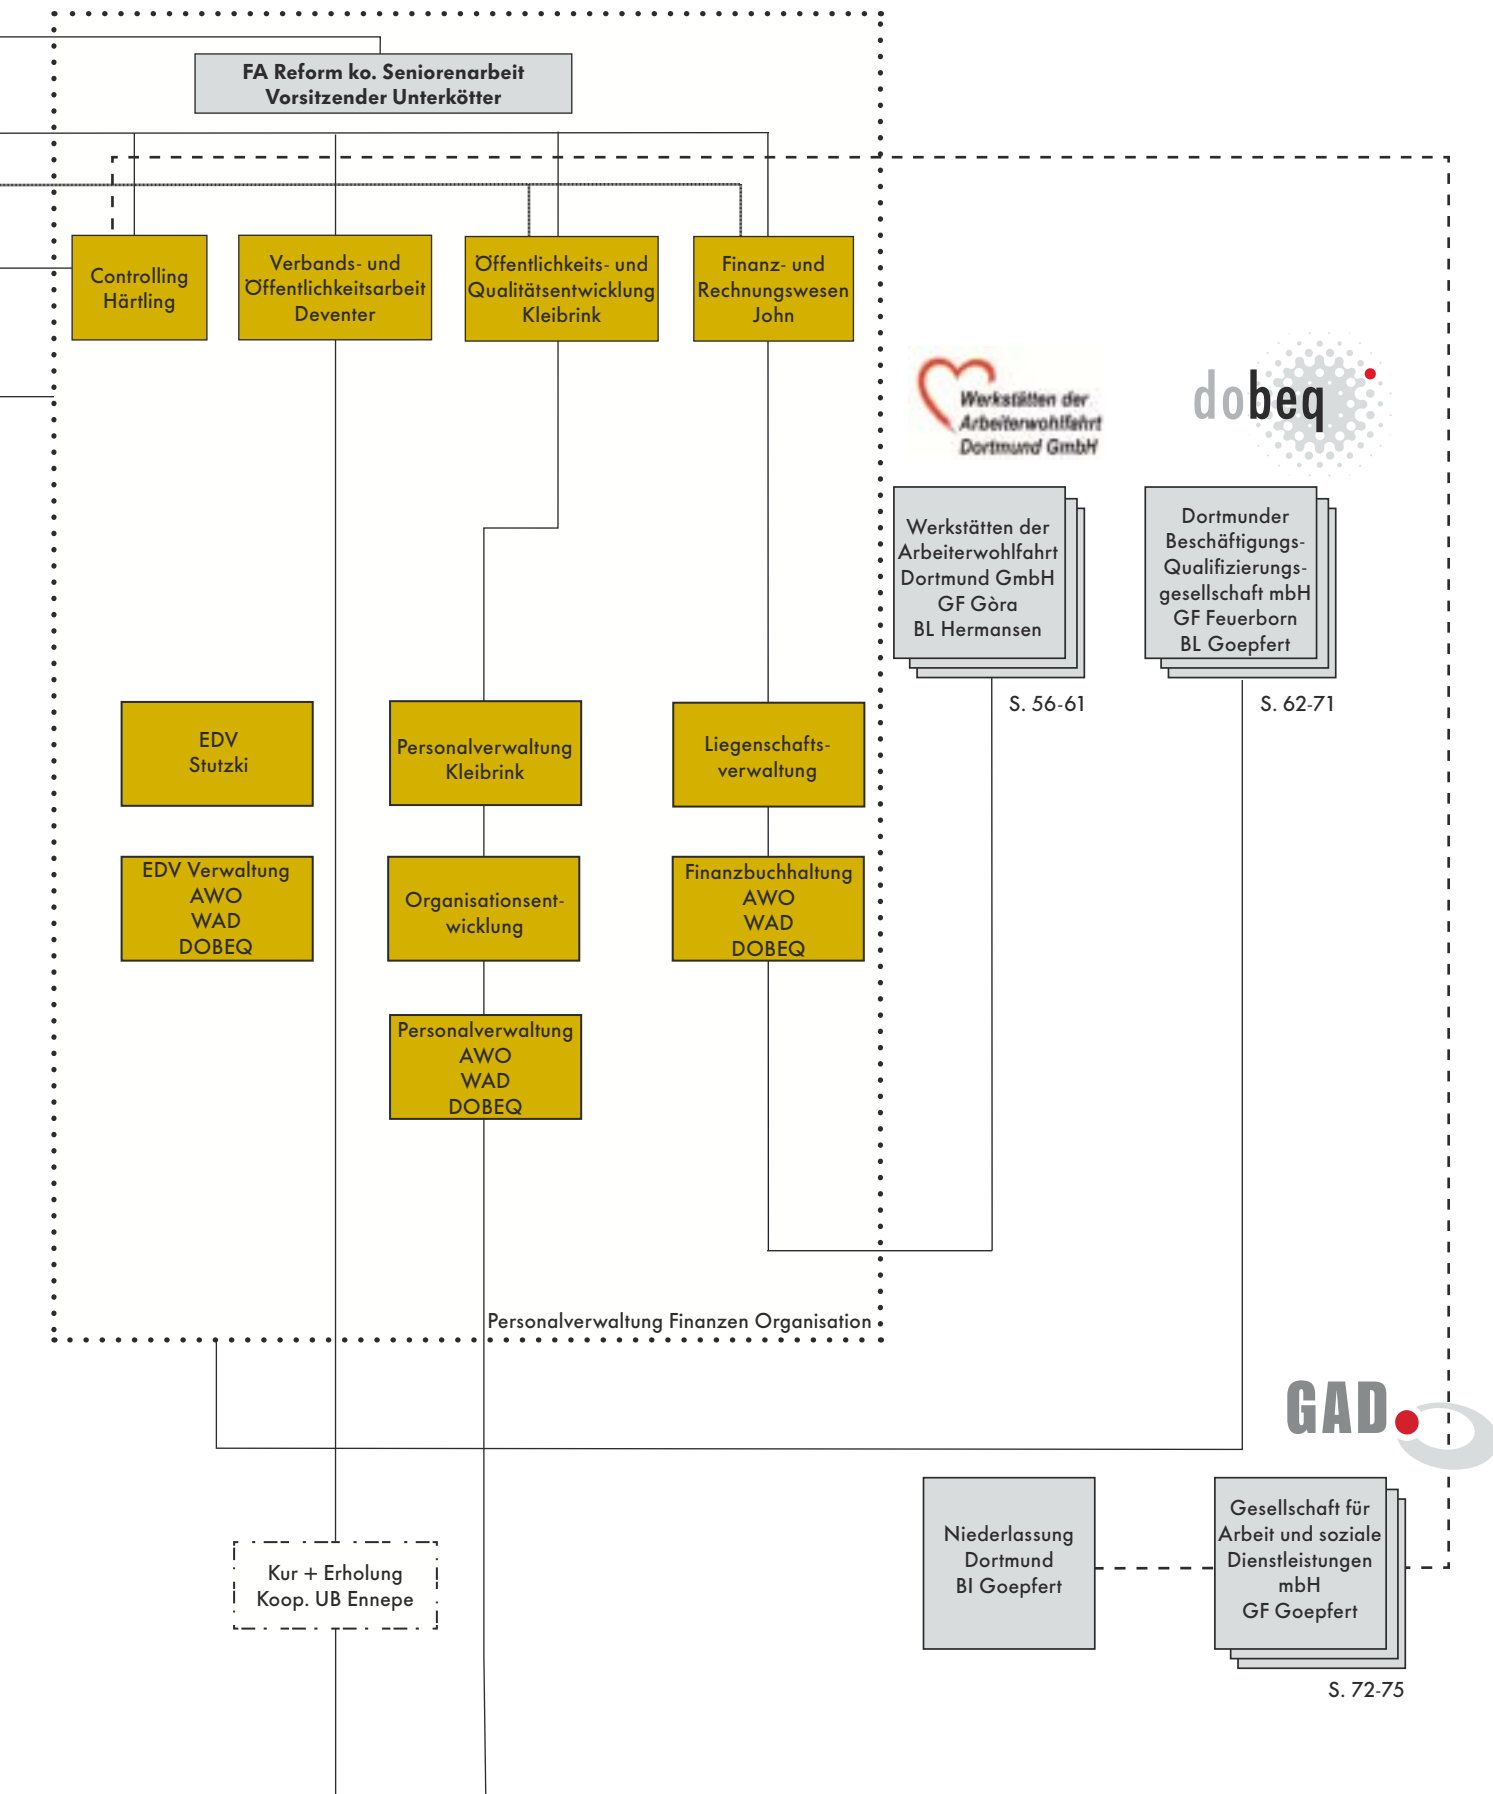 FA Reform ko. Seniorenarbeit
Vorsitzender Unterkötter
Controlling
Härtling
Verbands- und
Öffentlichkeitsarbeit
Deventer
Öffentlichkeits- und
Qualitätsentwicklung
Kleibrink
Finanz- und
Rechnungswesen
John
Werkstätten der
Arbeiterwohlfahrt
Dortmund GmbH
dobeq
Werkstätten der
Arbeiterwohlfahrt
Dortmund GmbH
GF Gòra
BL Hermansen
S. 56-61
Dortmunder
Beschäftigungs-
Qualifizierungs-
gesellschaft mbH
GF Feuerborn
BL Goepfert
S. 62-71
EDV
Stutzki
Personalverwaltung
Kleibrink
Liegenschafts-
verwaltung
EDV Verwaltung
AWO
WAD
DOBEQ
Organisationsent-
wicklung
Finanzbuchhaltung
AWO
WAD
DOBEQ
Personalverwaltung
AWO
WAD
DOBEQ
Personalverwaltung Finanzen Organisation
GAD
Kur + Erholung
Koop. UB Ennepe
Niederlassung
Dortmund
BI Goepfert
Gesellschaft für
Arbeit und soziale
Dienstleistungen
mbH
GF Goepfert
S. 72-75